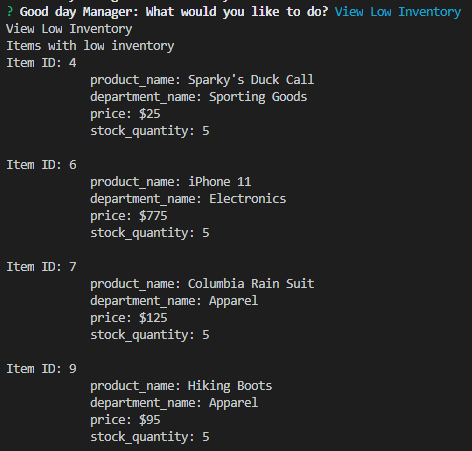 ? Good day Manager: What would you like to do? View Low Inventory
View Low Inventory
Items with low inventory
Item ID: 4
product_name: Sparky's Duck Call
department_name: Sporting Goods
price: $25
stock_quantity: 5
Item ID: 6
product_name: iPhone 11
department_name: Electronics
price: $775
stock_quantity: 5
Item ID: 7
product_name: Columbia Rain Suit
department_name: Apparel
price: $125
stock_quantity: 5
Item ID: 9
product_name: Hiking Boots
department_name: Apparel
price: $95
stock_quantity: 5